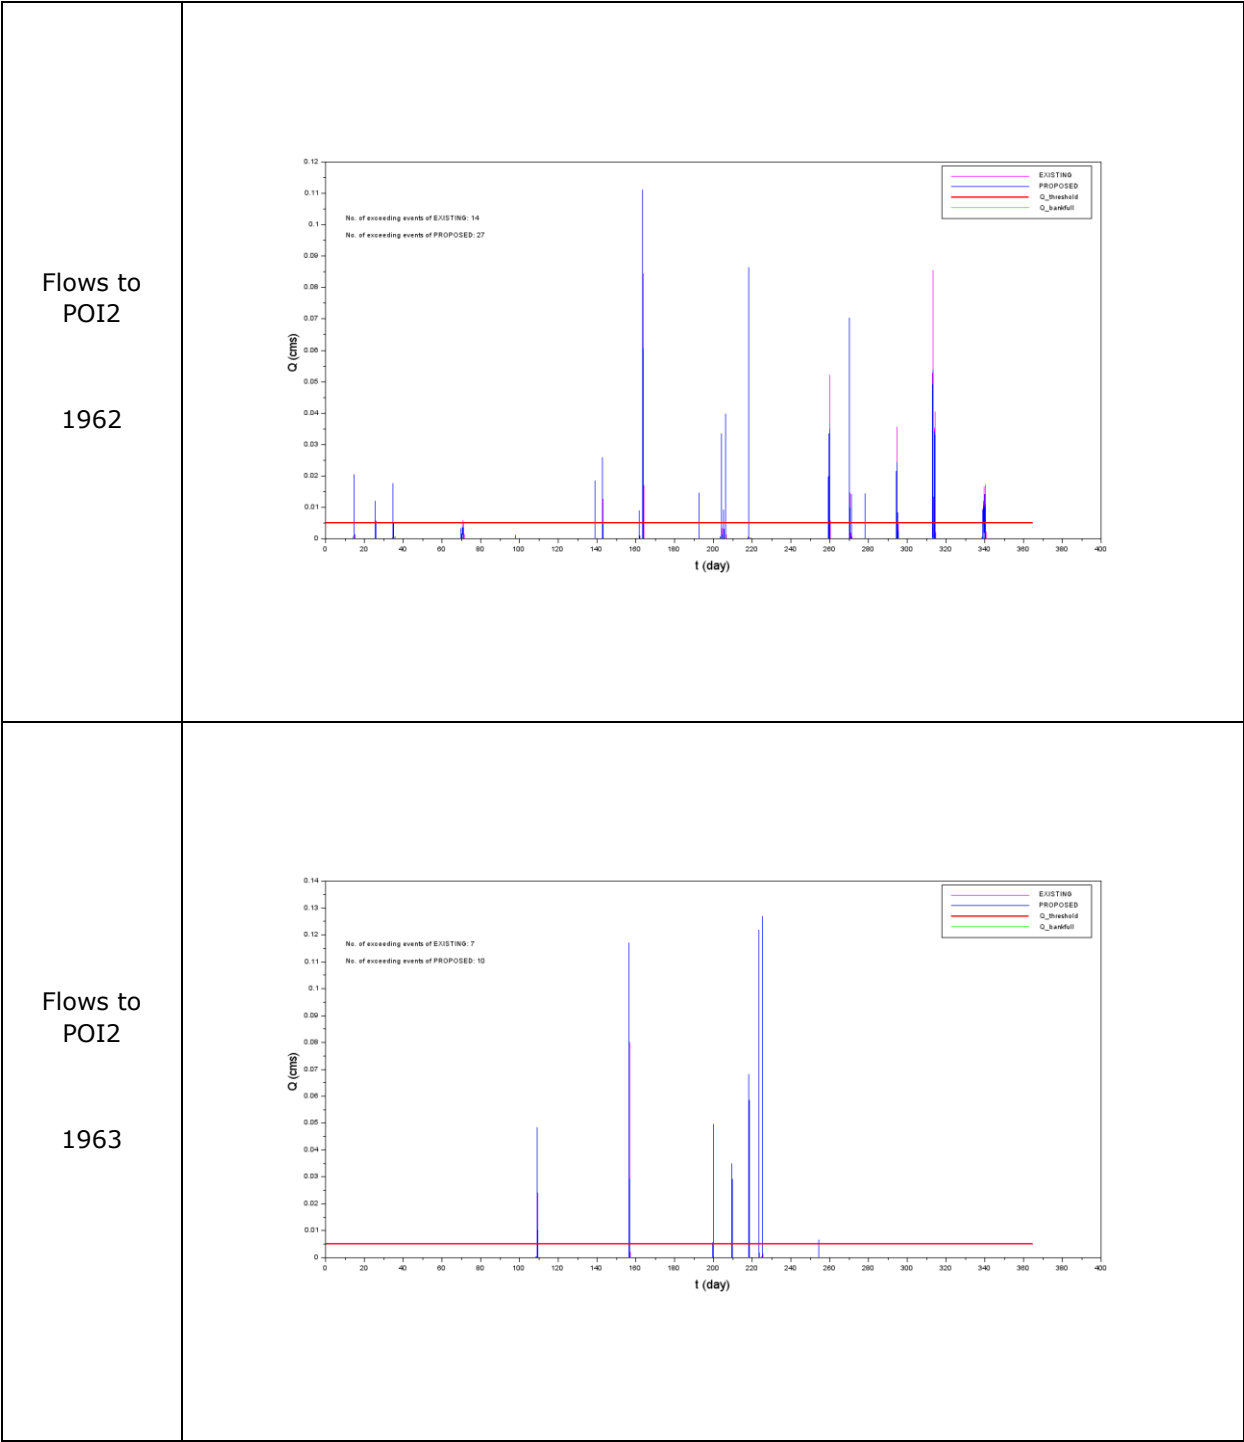 Flows to
POI2
1962
0.12
0.11
0.1
0.09
0.08
0.07
0.06
0.05
0.04
0.03
0.02
0.01
0
Q (cms)
No. of exceeding events of EXISTING: 14
No. of exceeding events of PROPOSED: 27
EXISTING
PROPOSED
Q_threshold
Q_bankfull
0 20 40 60 80 100 120 140 160 180 200 220 240 260 280 300 320 340 360 380 400
t (day)
Flows to
POI2
1963
0.14
0.13
0.12
0.11
0.1
0.09
0.08
0.07
0.06
0.05
0.04
0.03
0.02
0.01
0
Q (cms)
No. of exceeding events of EXISTING: 7
No. of exceeding events of PROPOSED: 10
EXISTING
PROPOSED
Q_threshold
Q_bankfull
0 20 40 60 80 100 120 140 160 180 200 220 240 260 280 300 320 340 360 380 400
t (day)